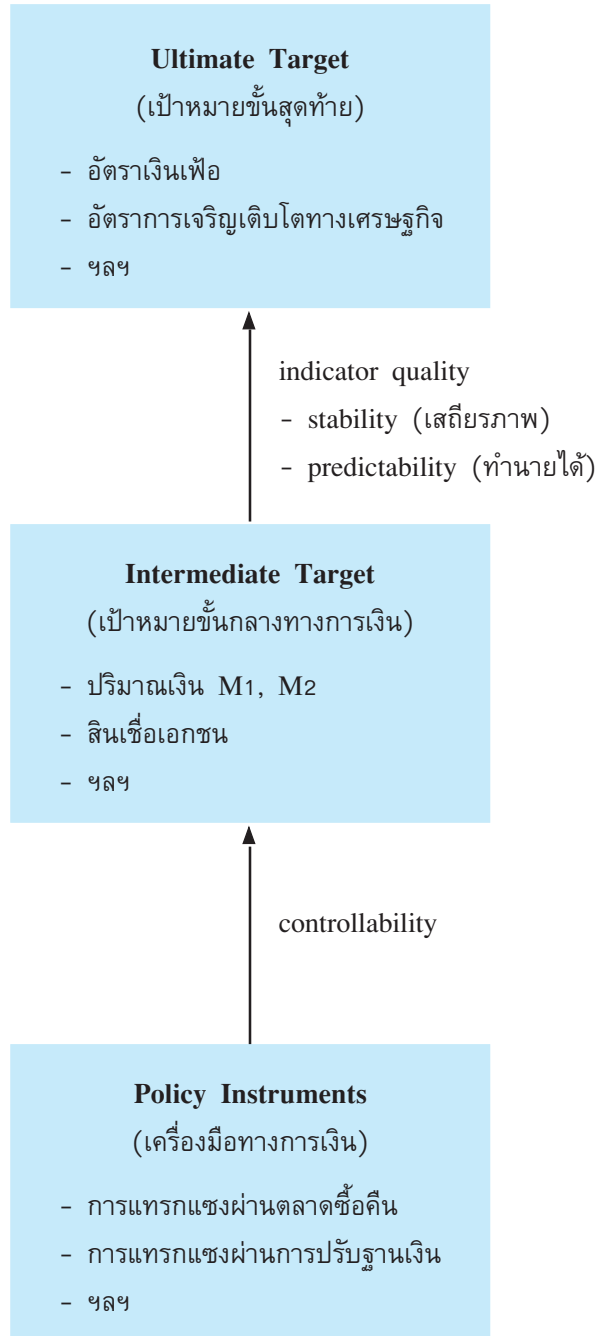 Ultimate Target
(เป้าหมายขั้นสุดท้าย)
- อัตราเงินเฟ้อ
- อัตราการเจริญเติบโตทางเศรษฐกิจ
- ฯลฯ
indicator quality
- stability (เสถียรภาพ)
- predictability (ทำนายได้)
Intermediate Target
(เป้าหมายขั้นกลางทางการเงิน)
- ปริมาณเงิน M1, M2
- สินเชื่อเอกชน
- ฯลฯ
controllability
Policy Instruments
(เครื่องมือทางการเงิน)
- การแทรกแซงผ่านตลาดซื้อคืน
- การแทรกแซงผ่านการปรับฐานเงิน
- ฯลฯ